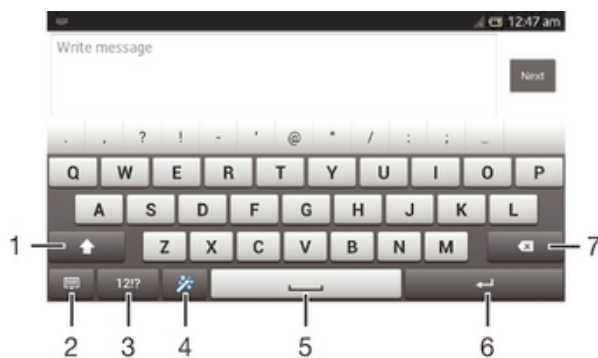 12:47 am
Write message
Next
. , ? ! - ' @ " / : ; _
Q W E R T Y U I O P
A S D F G H J K L
1 Z X C V B N M 7
12!?
2 3 4 5 6